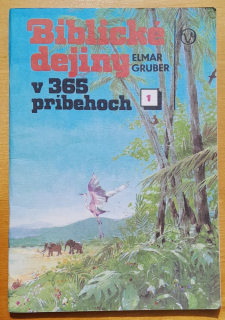 Biblické
dejiny
ELMAR
GRUBER
v 365
príbehoch
1